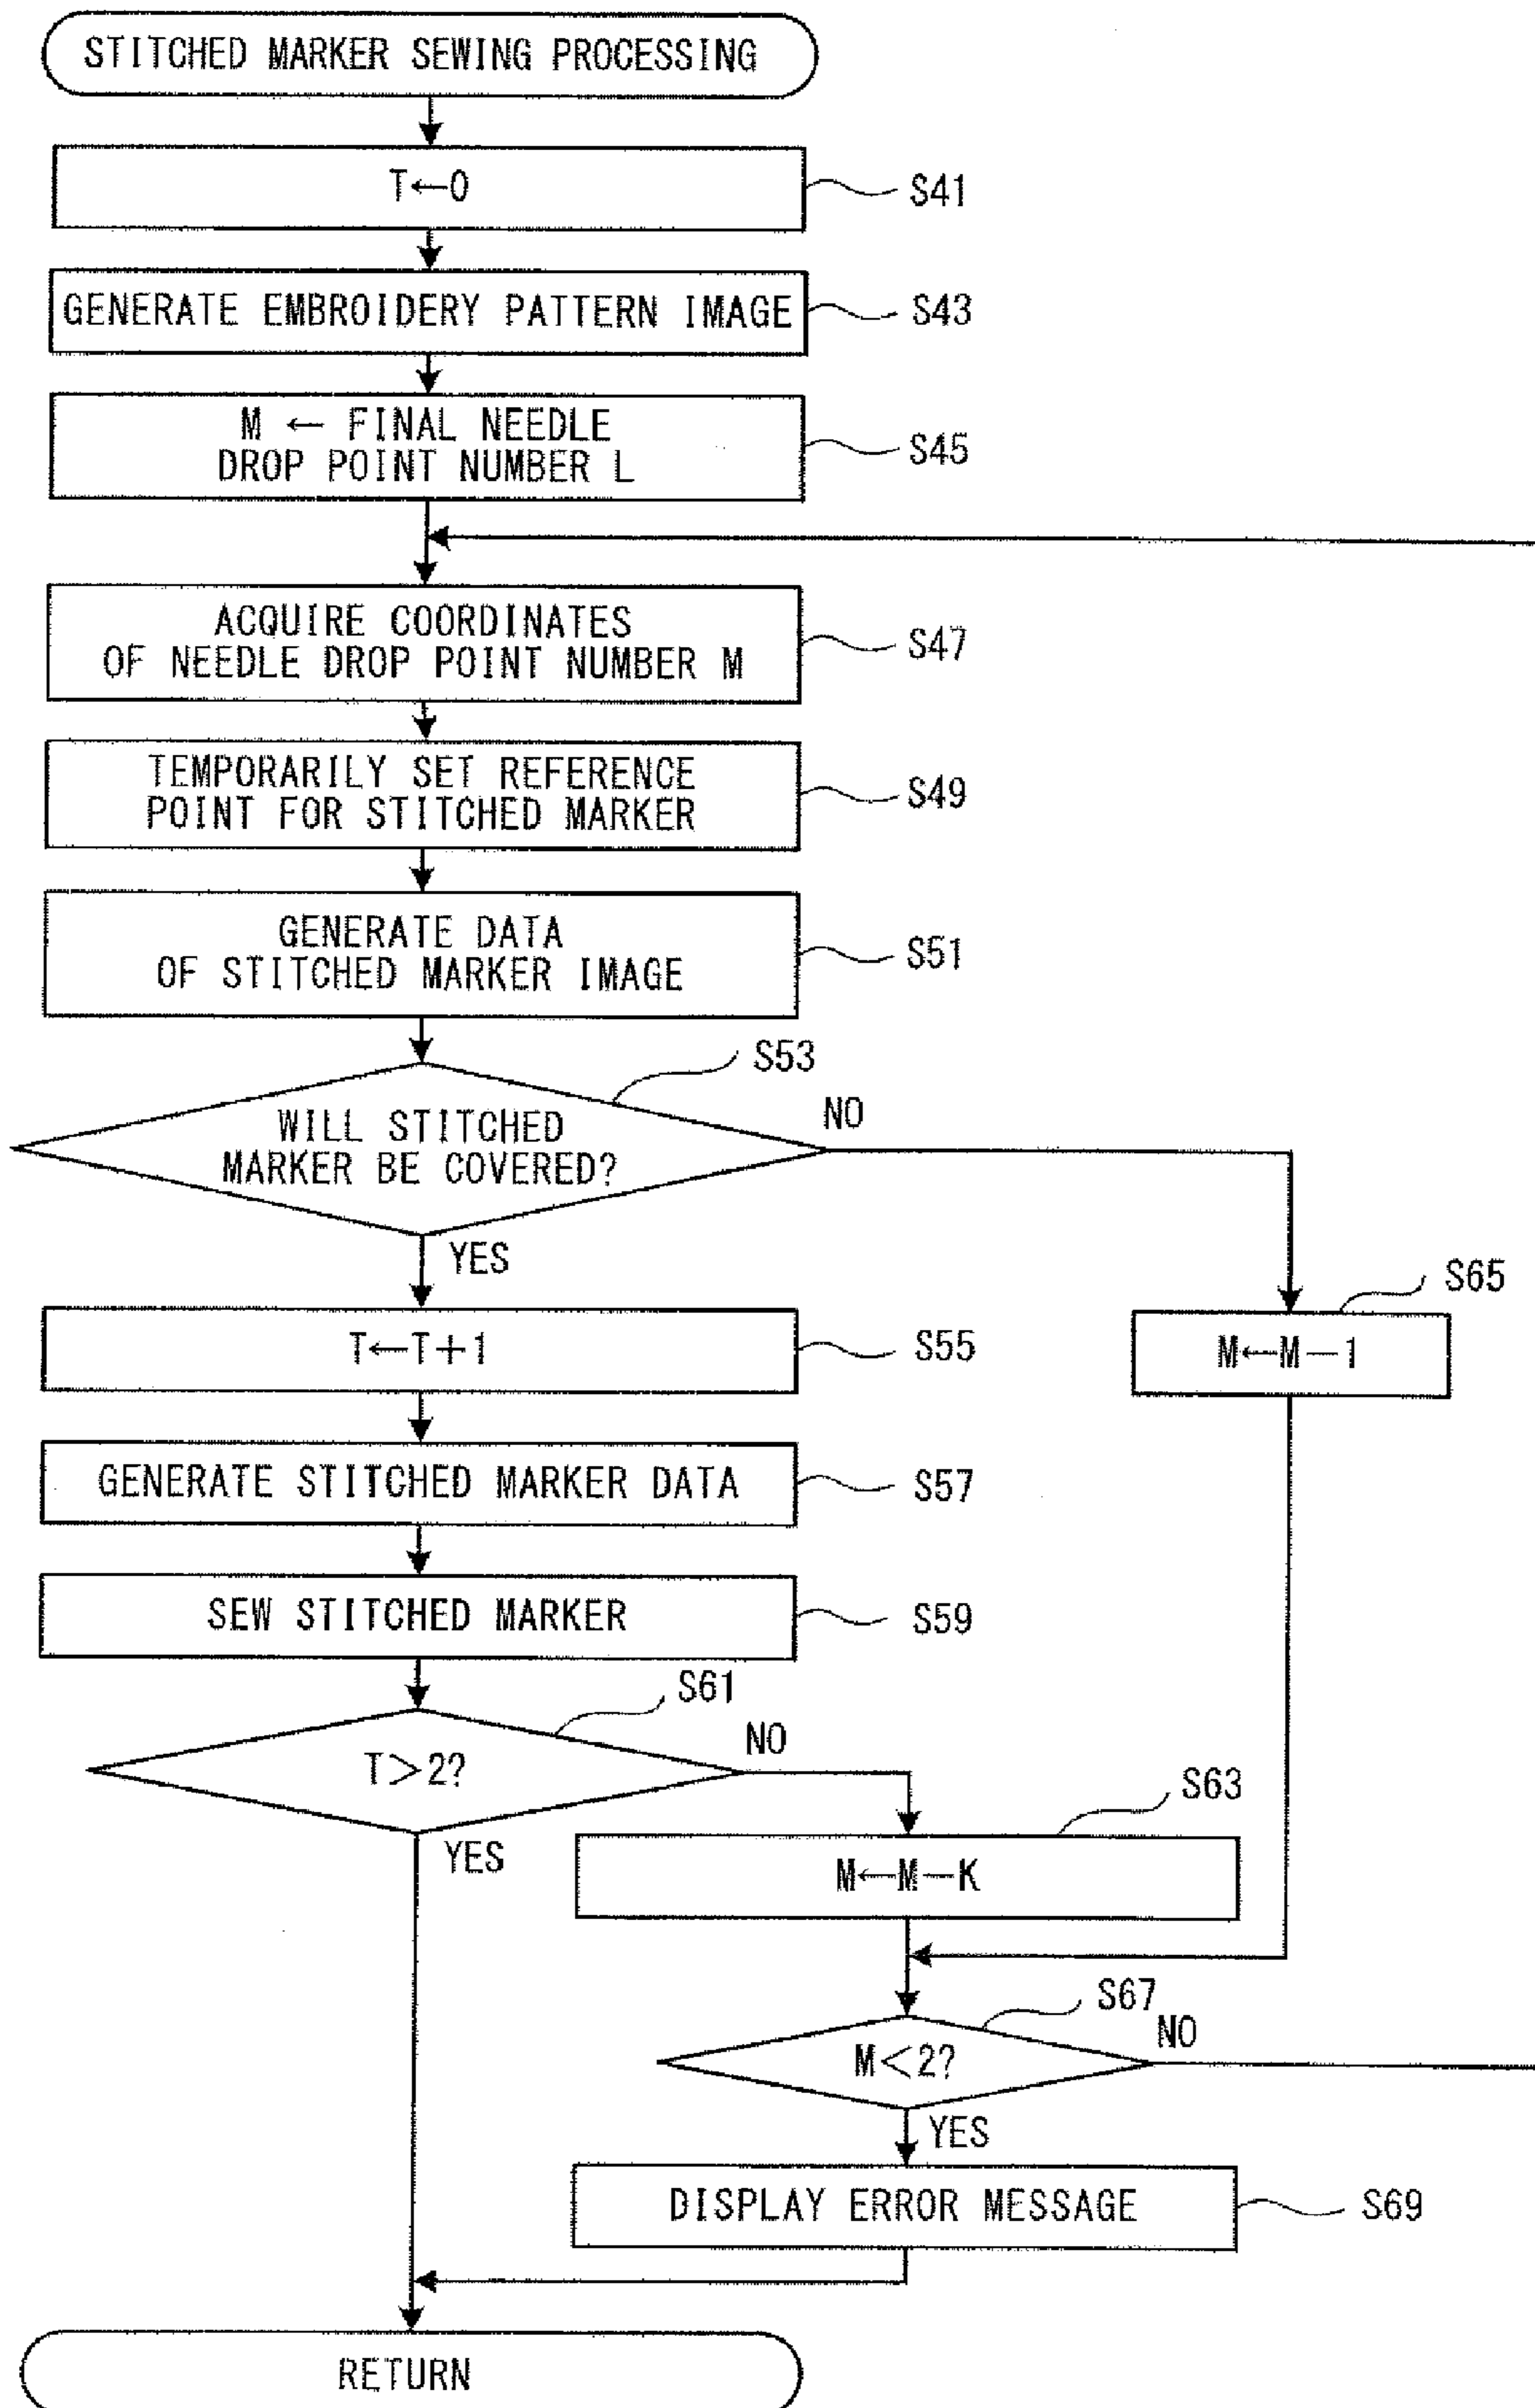 STITCHED MARKER SEWING PROCESSING
T←0
S41
GENERATE EMBROIDERY PATTERN IMAGE
S43
M ← FINAL NEEDLE
DROP POINT NUMBER L
S45
ACQUIRE COORDINATES
OF NEEDLE DROP POINT NUMBER M
S47
TEMPORARILY SET REFERENCE
POINT FOR STITCHED MARKER
S49
GENERATE DATA
OF STITCHED MARKER IMAGE
S51
S53
WILL STITCHED
MARKER BE COVERED?
NO
YES
S65
T←T+1
S55
M←M−1
GENERATE STITCHED MARKER DATA
S57
SEW STITCHED MARKER
S59
S61
T>2?
NO
YES
S63
M←M−K
S67
M<2?
NO
YES
DISPLAY ERROR MESSAGE
S69
RETURN